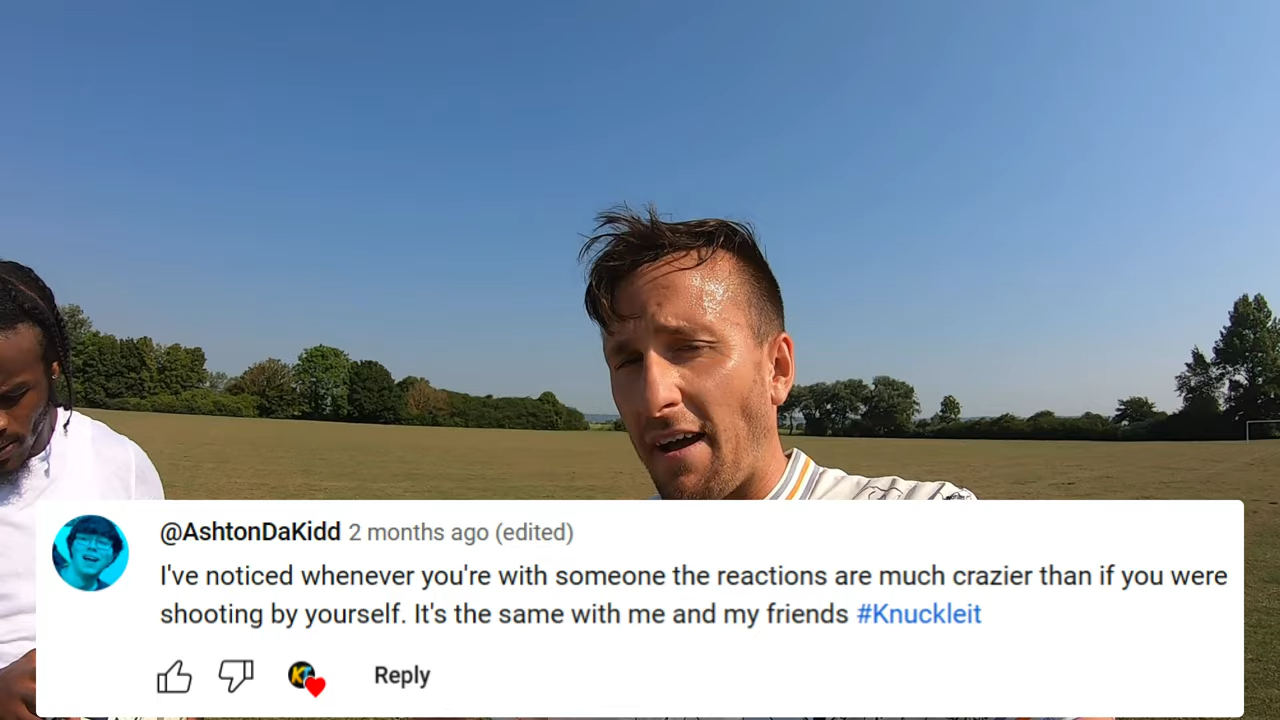 @AshtonDaKidd 2 months ago (edited)
I've noticed whenever you're with someone the reactions are much crazier than if you were
shooting by yourself. It's the same with me and my friends #Knuckleit
KT Reply